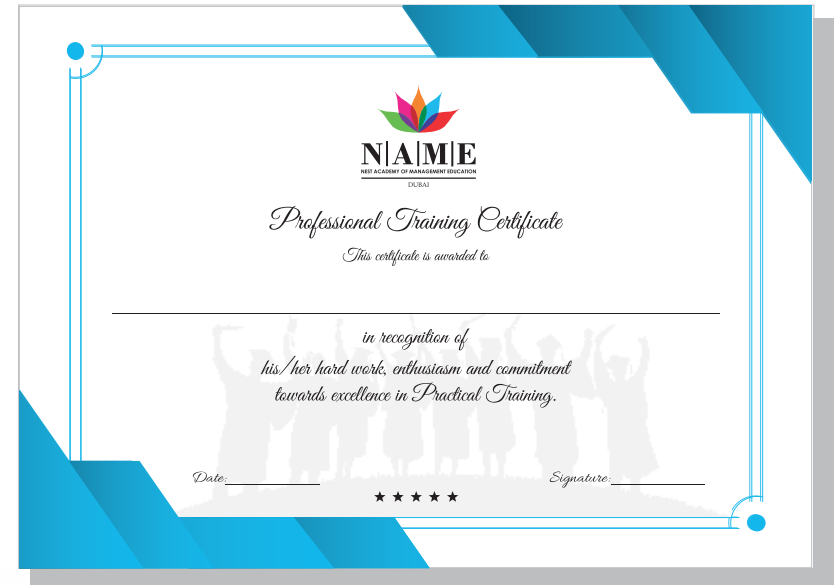 N|A|M|E
NEST ACADEMY OF MANAGEMENT EDUCATION
DUBAI
Professional Training Certificate
This certificate is awarded to
in recognition of
his/her hard work, enthusiasm and commitment
towards excellence in Practical Training.
Date:
Signature: